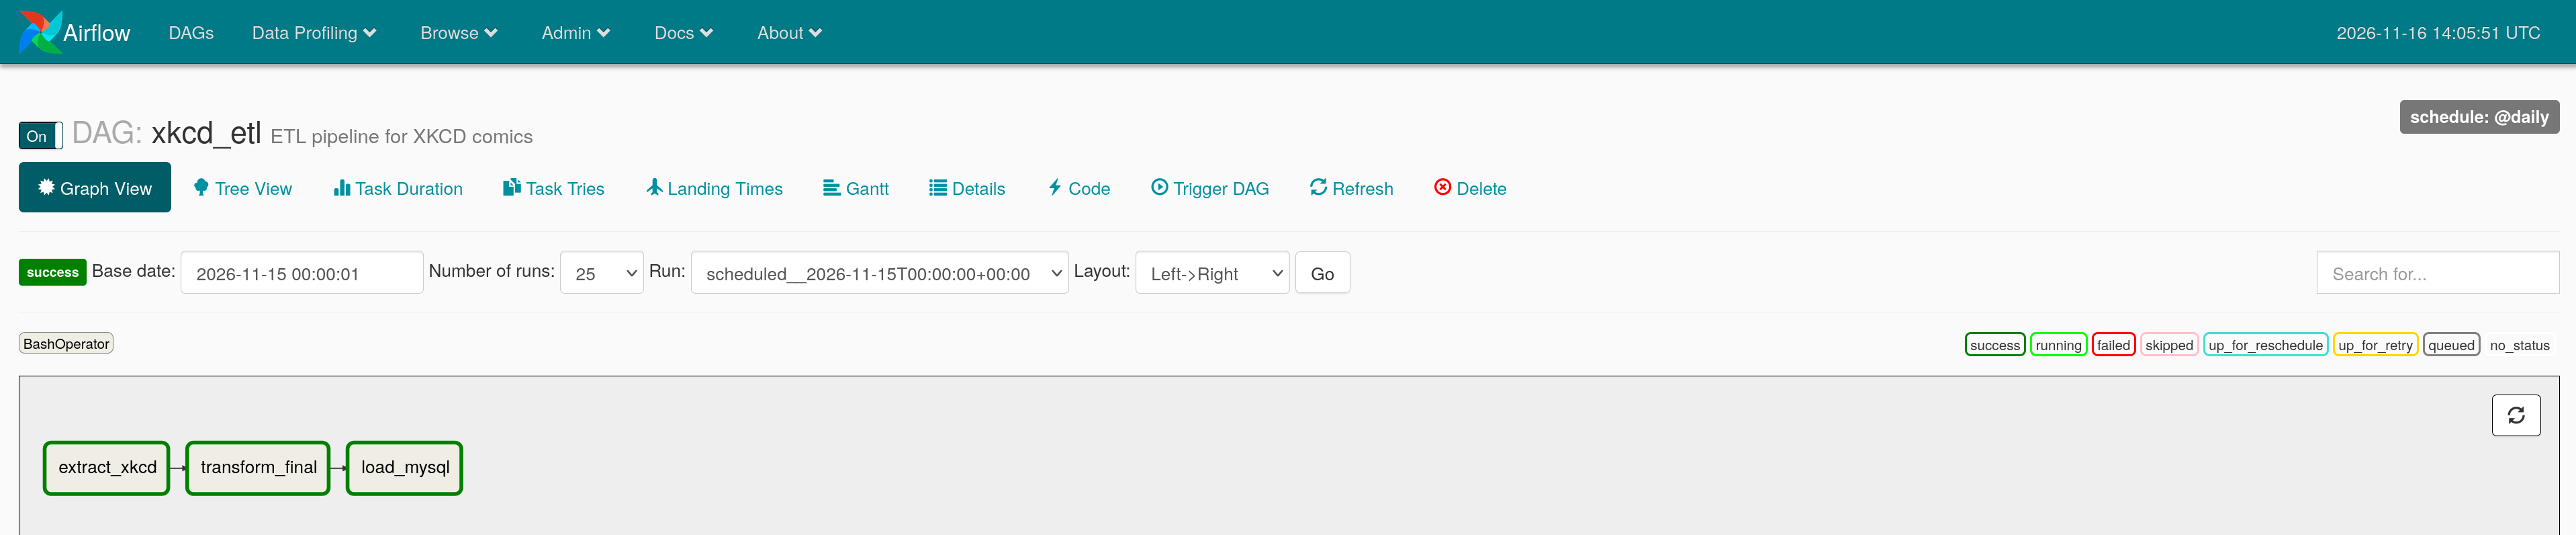 Airflow DAGs Data Profiling Browse Admin Docs About 2026-11-16 14:05:51 UTC
schedule: @daily
On DAG: xkcd_etl ETL pipeline for XKCD comics
Graph View Tree View Task Duration Task Tries Landing Times Gantt Details Code Trigger DAG Refresh Delete
success Base date: 2026-11-15 00:00:01 Number of runs: 25 Run: scheduled__2026-11-15T00:00:00+00:00 Layout: Left->Right Go Search for...
BashOperator success running failed skipped up_for_reschedule up_for_retry queued no_status
extract_xkcd transform_final load_mysql